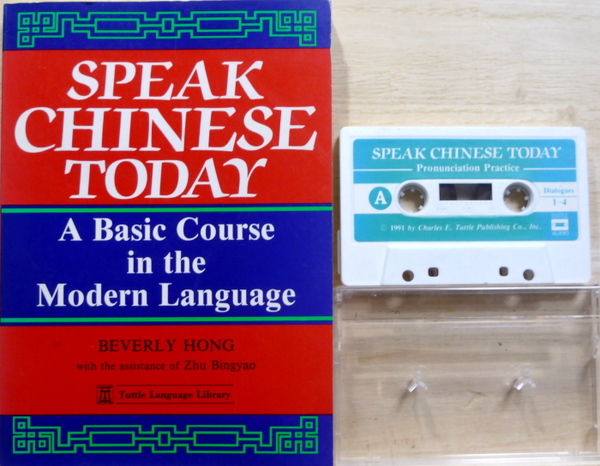 SPEAK
CHINESE
TODAY
A Basic Course
in the
Modern Language
BEVERLY HONG
with the assistance of Zhu Bingyao
Tuttle Language Library
SPEAK CHINESE TODAY
Pronunciation Practice
A
Dialogues
1-4
© 1991 by Charles E. Tuttle Publishing Co., Inc.